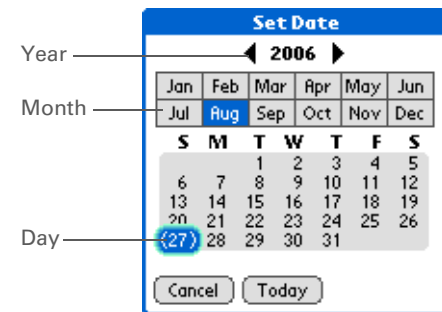 Set Date
Year
2006
Jan Feb Mar Apr May Jun
Month
Jul Aug Sep Oct Nov Dec
S M T W T F S
1 2 3 4 5
6 7 8 9 10 11 12
13 14 15 16 17 18 19
20 21 22 23 24 25 26
Day
(27) 28 29 30 31
Cancel Today